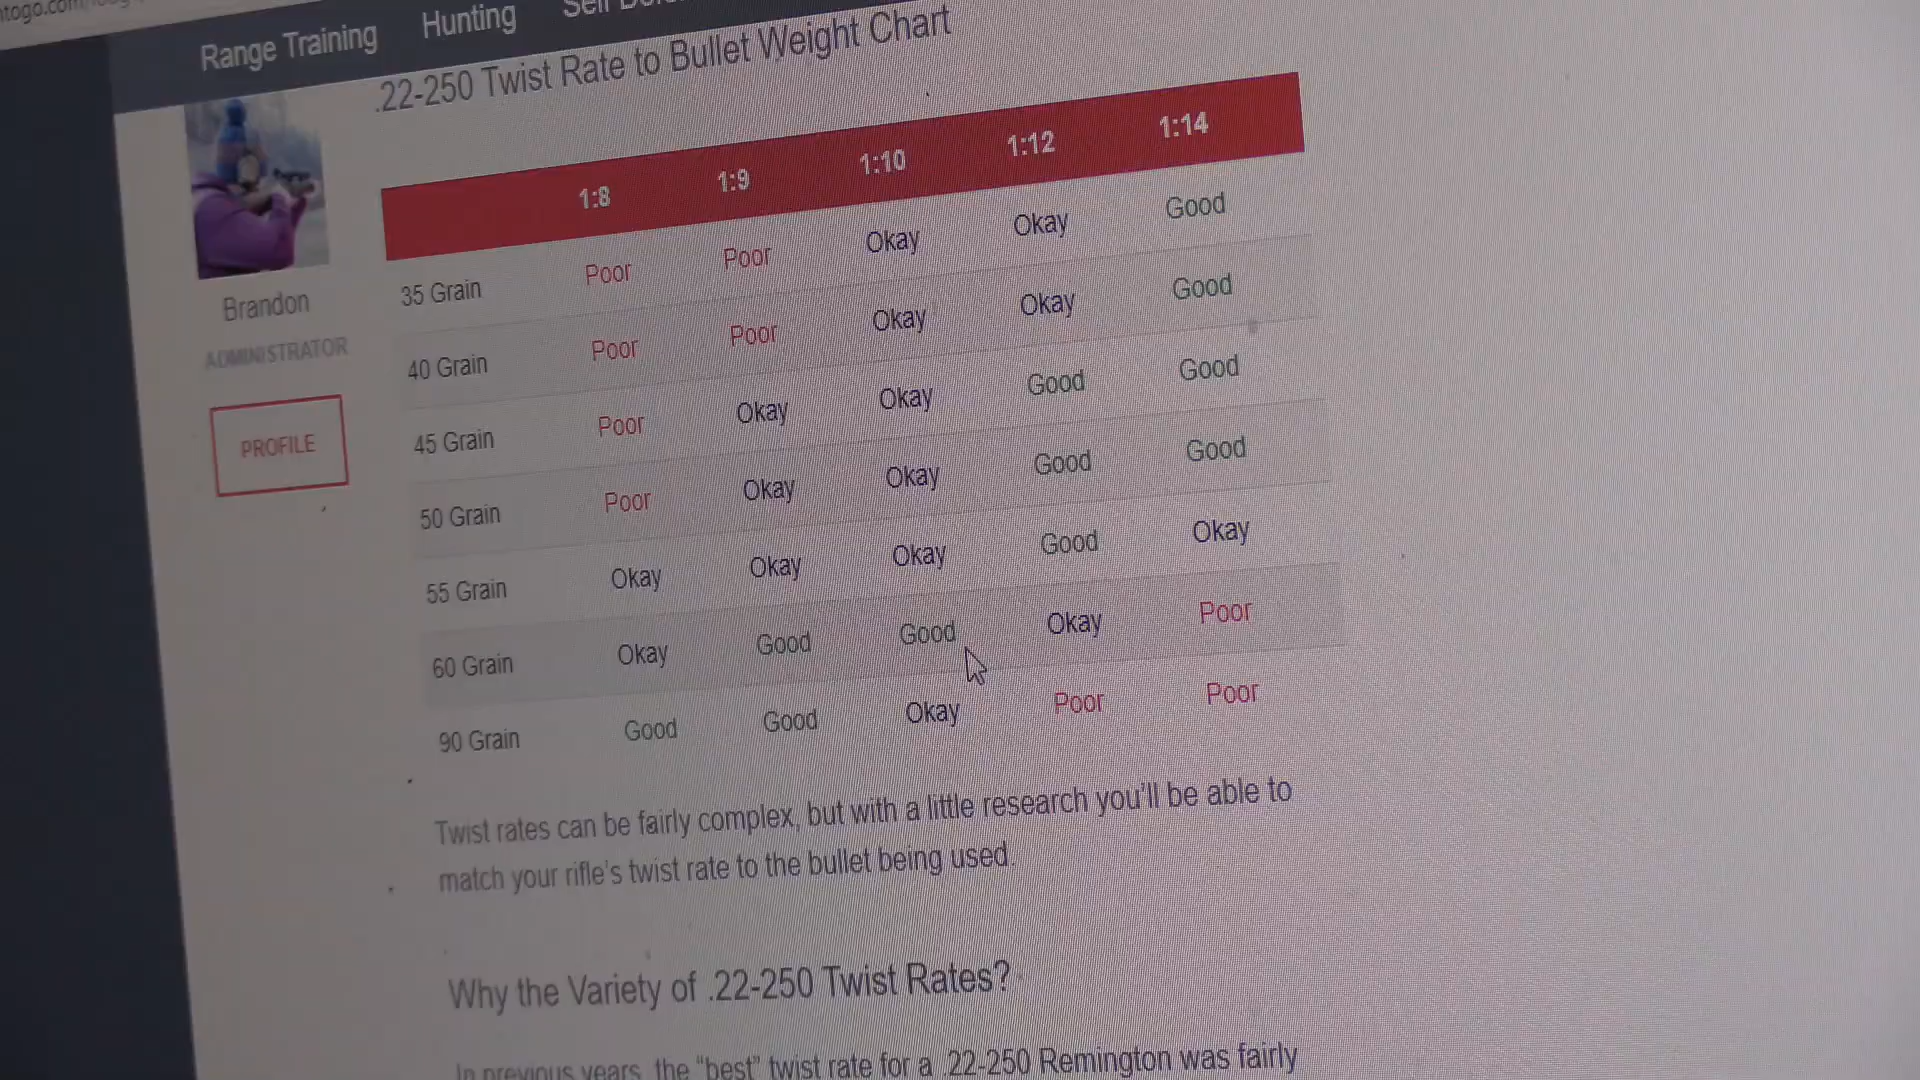 Range Training Hunting
.22-250 Twist Rate to Bullet Weight Chart
1:8 1:9 1:10 1:12 1:14
35 Grain Poor Poor Okay Okay Good
40 Grain Poor Poor Okay Okay Good
45 Grain Poor Okay Okay Good Good
50 Grain Poor Okay Okay Good Good
55 Grain Okay Okay Okay Good Okay
60 Grain Okay Good Good Okay Poor
90 Grain Good Good Okay Poor Poor
Brandon
ADMINISTRATOR
PROFILE
Twist rates can be fairly complex, but with a little research you'll be able to
match your rifle's twist rate to the bullet being used.
Why the Variety of .22-250 Twist Rates?
In previous years, the "best" twist rate for a .22-250 Remington was fairly